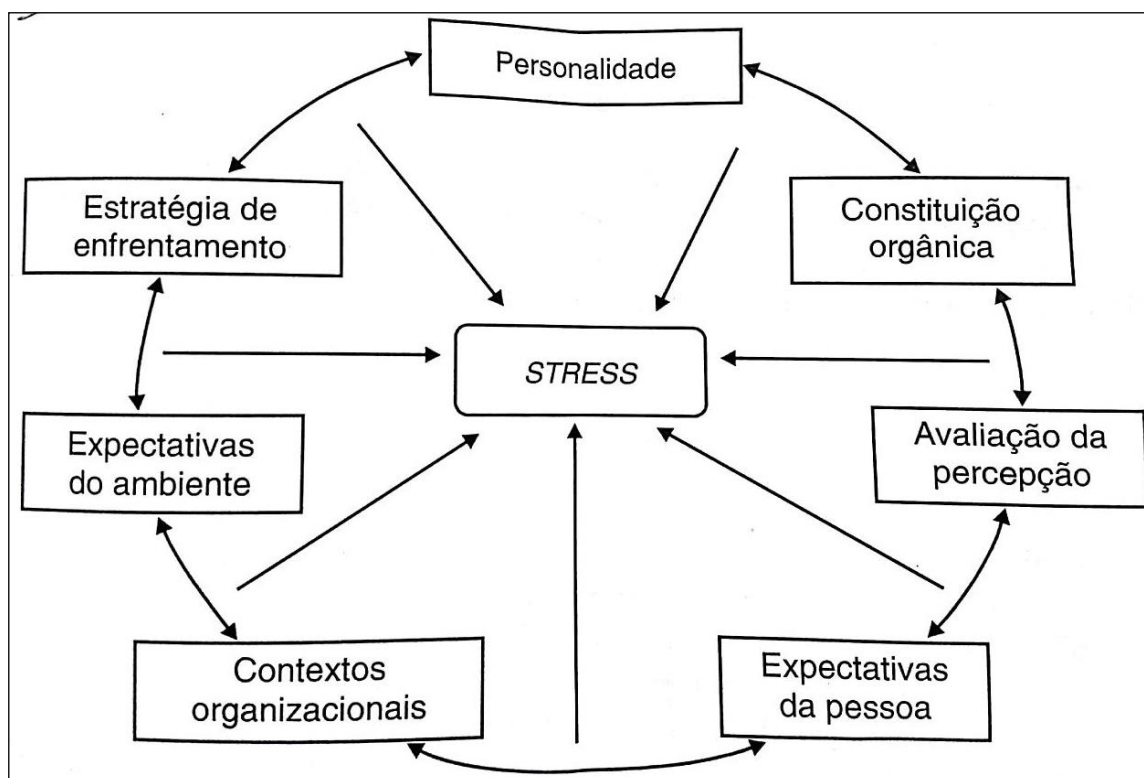 Personalidade
Estratégia de
enfrentamento
Constituição
orgânica
STRESS
Expectativas
do ambiente
Avaliação da
percepção
Contextos
organizacionais
Expectativas
da pessoa